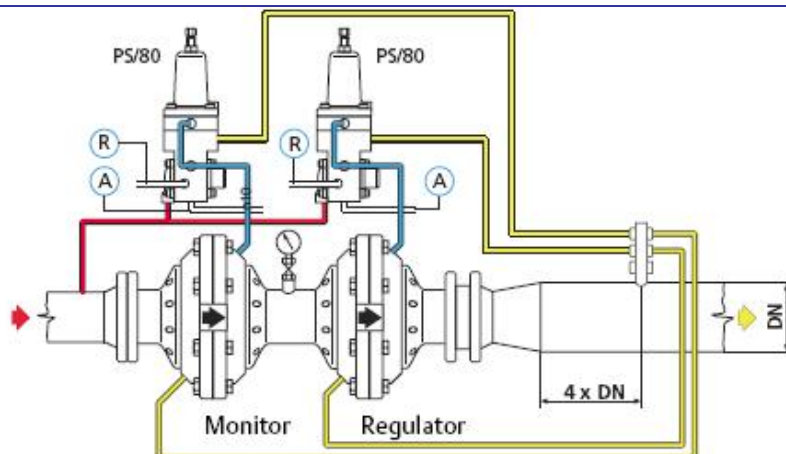 PS/80
PS/80
R
R
A
A
DN
4 x DN
Monitor
Regulator